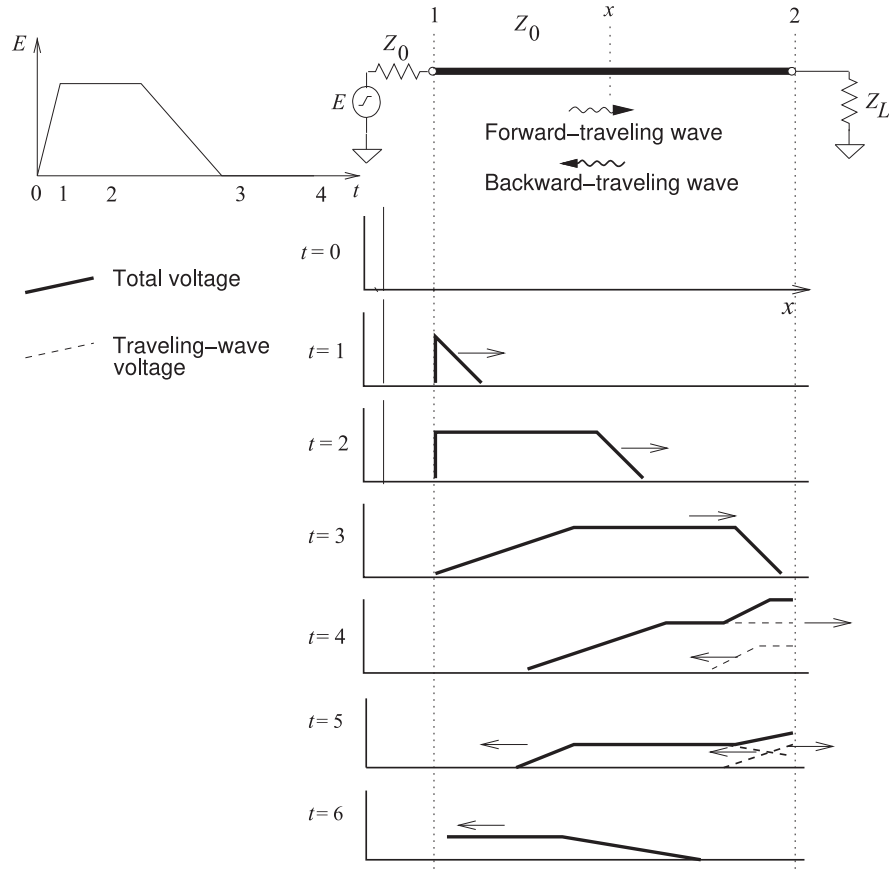 E
0 1 2 3 4 t
1 x 2
Z0
Z0
E
ZL
Forward–traveling wave
Backward–traveling wave
Total voltage
Traveling–wave
voltage
t = 0
x
t = 1
t = 2
t = 3
t = 4
t = 5
t = 6